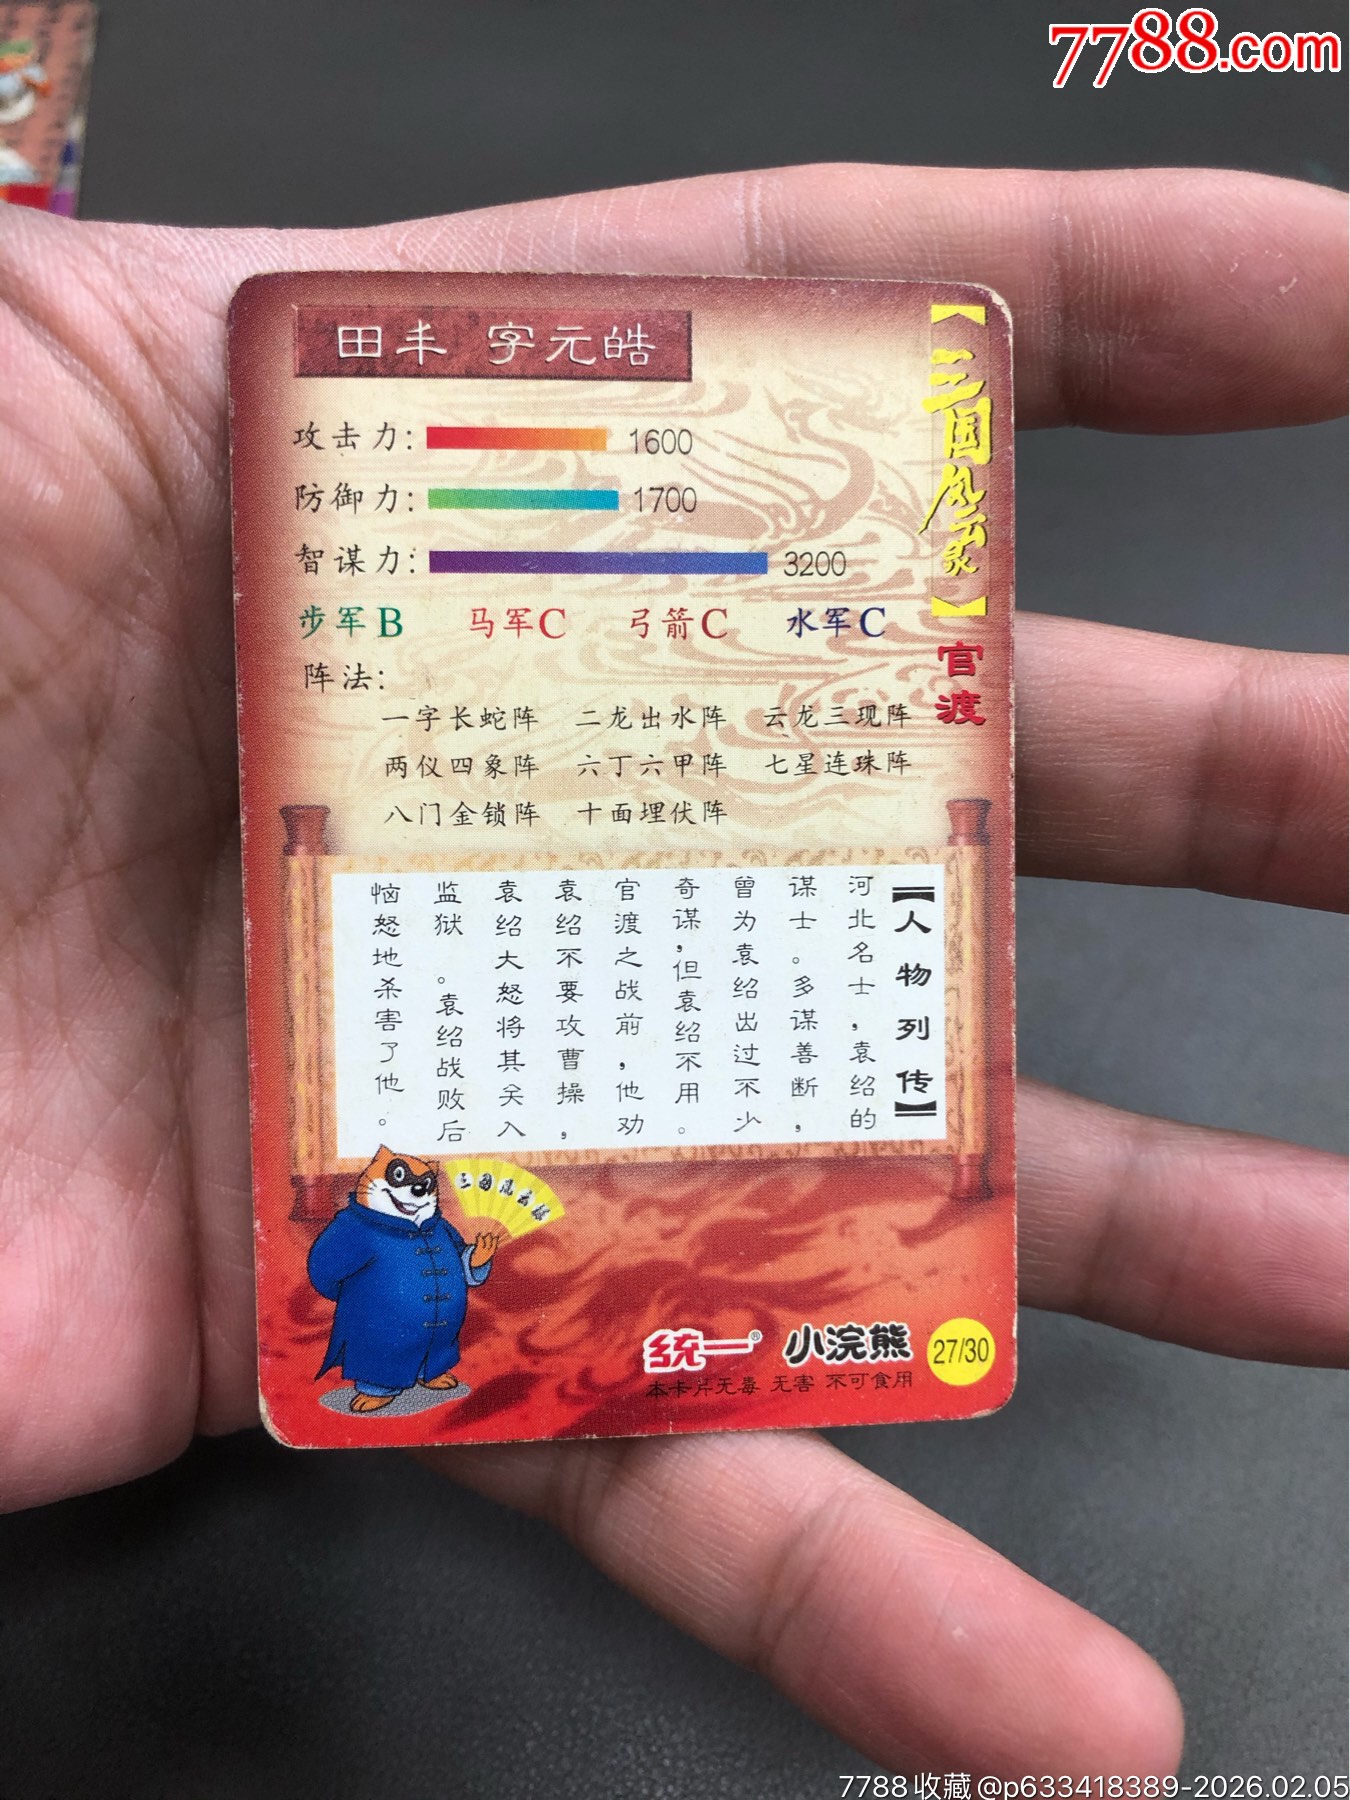 7788.com
田丰 字元皓
攻击力: 1600
防御力: 1700
智谋力: 3200
步军B 马军C 弓箭C 水军C
阵法:
一字长蛇阵 二龙出水阵 云龙三现阵
两仪四象阵 六丁六甲阵 七星连珠阵
八门金锁阵 十面埋伏阵
【三国风云录】官渡
【人物列传】
河北名士，袁绍的
谋士。多谋善断，
曾为袁绍出过不少
奇谋，但袁绍不用。
官渡之战前，他劝
袁绍不要攻曹操，
袁绍大怒将其关入
监狱。袁绍战败后
恼怒地杀害了他。
三国风云录
统一® 小浣熊 27/30
本卡片无毒 无害 不可食用
7788收藏@p633418389-2026.02.05